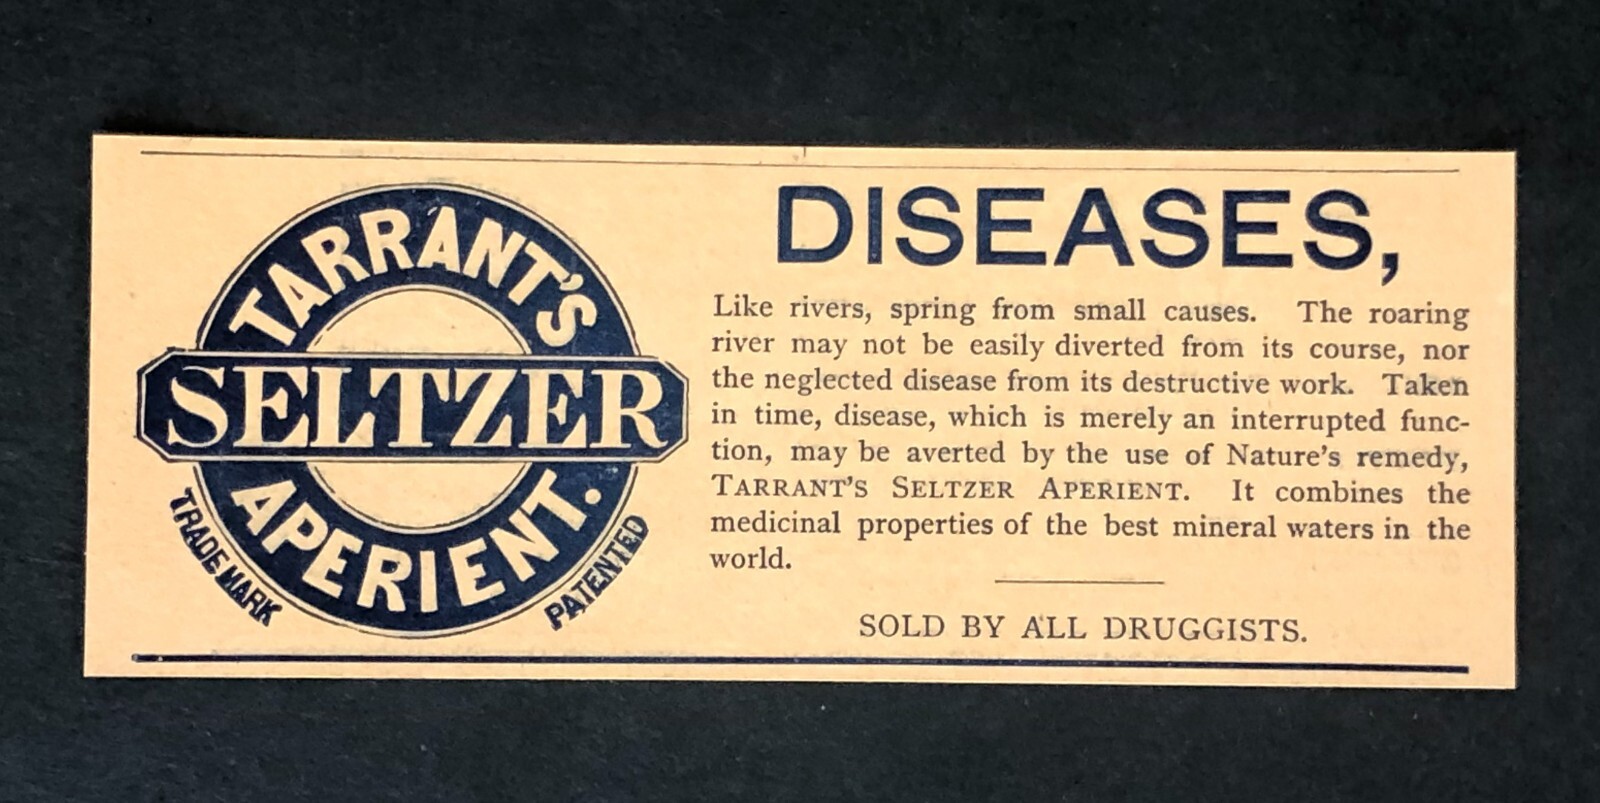 TARRANT'S
SELTZER
APERIENT.
TRADE MARK
PATENTED
DISEASES,
Like rivers, spring from small causes. The roaring
river may not be easily diverted from its course, nor
the neglected disease from its destructive work. Taken
in time, disease, which is merely an interrupted func-
tion, may be averted by the use of Nature's remedy,
TARRANT'S SELTZER APERIENT. It combines the
medicinal properties of the best mineral waters in the
world.
SOLD BY ALL DRUGGISTS.